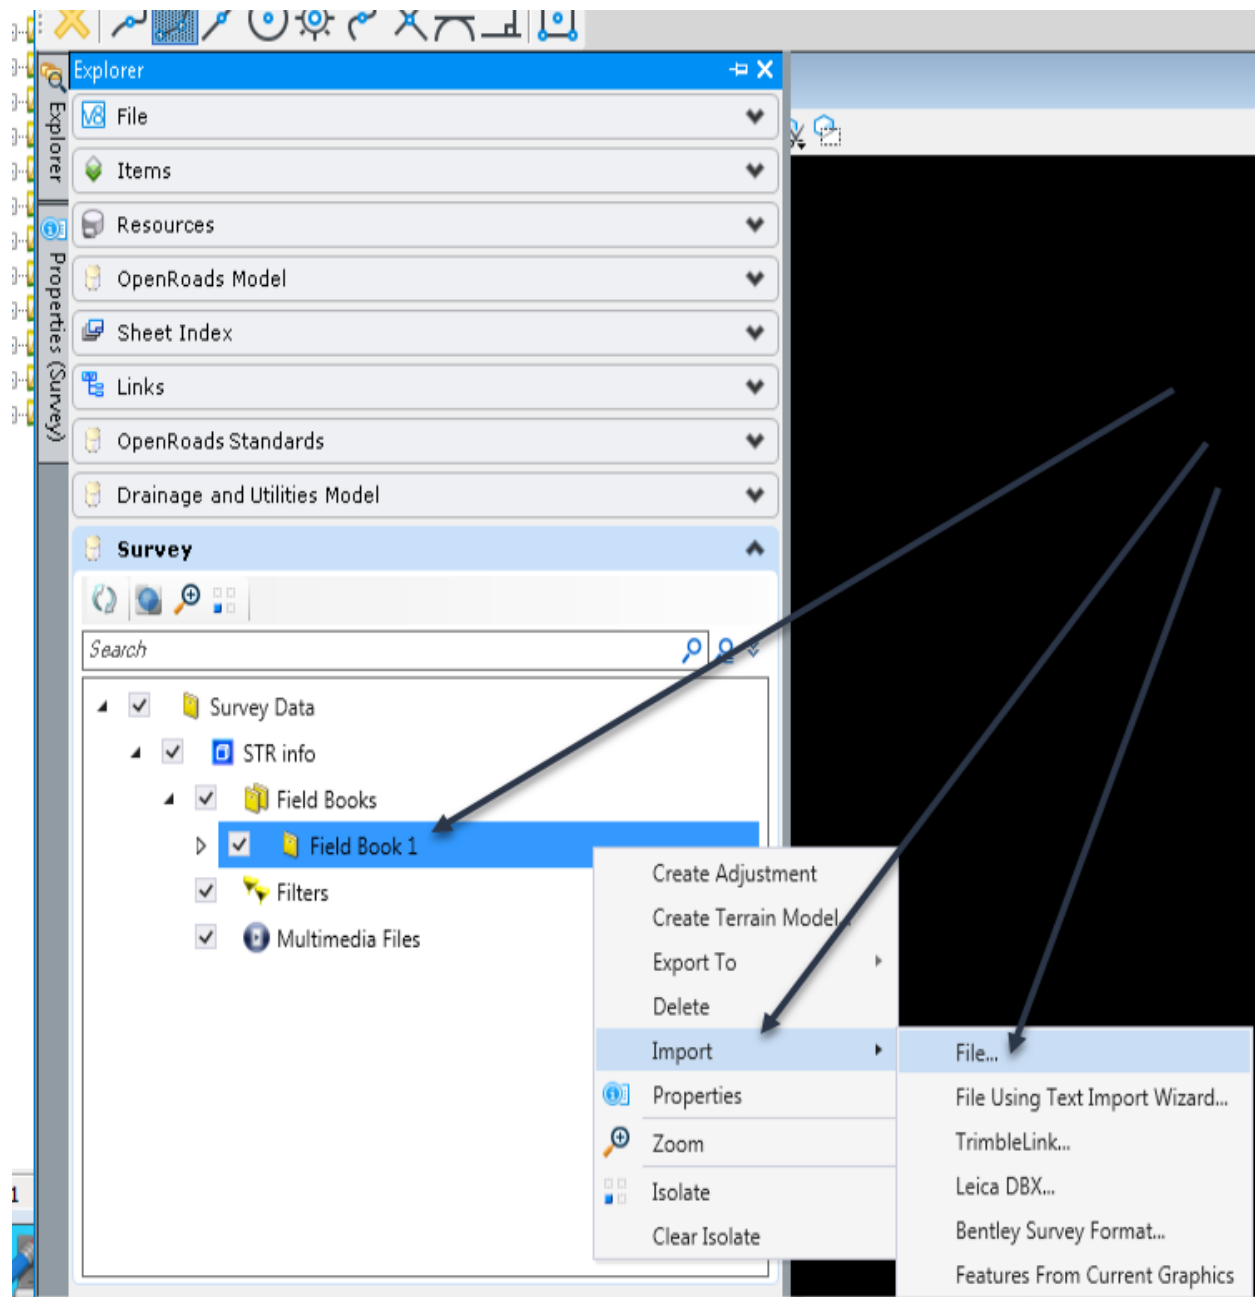 Explorer
Explorer
Properties (Survey)
V8
File
Items
Resources
OpenRoads Model
Sheet Index
Links
OpenRoads Standards
Drainage and Utilities Model
Survey
Search
Survey Data
STR info
Field Books
Field Book 1
Filters
Multimedia Files
Create Adjustment
Create Terrain Model
Export To
Delete
Import
Properties
Zoom
Isolate
Clear Isolate
File...
File Using Text Import Wizard...
TrimbleLink...
Leica DBX...
Bentley Survey Format...
Features From Current Graphics
1